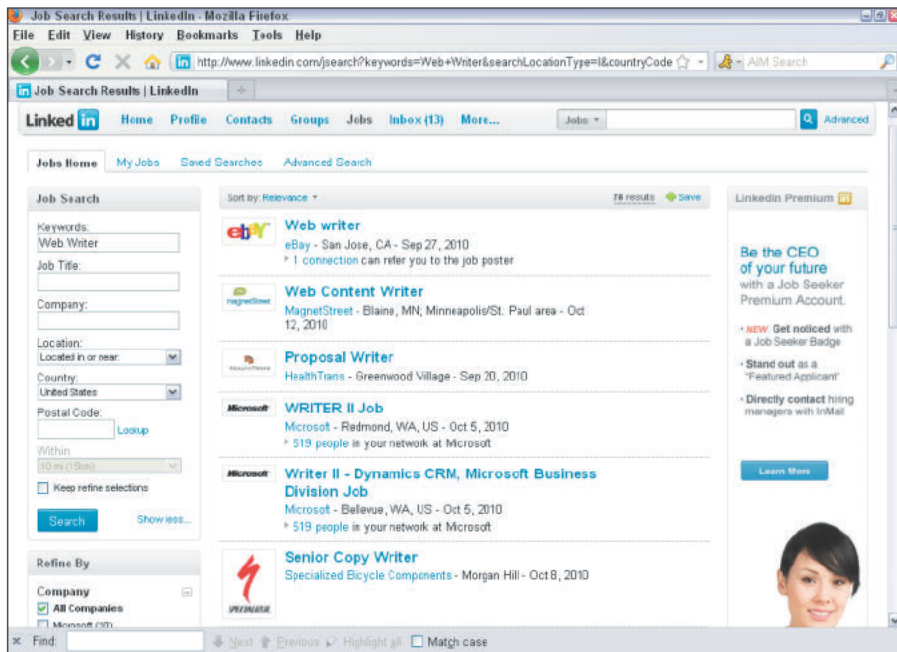 Job Search Results | LinkedIn - Mozilla Firefox
File Edit View History Bookmarks Tools Help
http://www.linkedin.com/jsearch?keywords=Web+Writer&searchLocationType=I&countryCode
AIM Search
Job Search Results | LinkedIn
Linked in Home Profile Contacts Groups Jobs Inbox (13) More... Jobs Advanced
Jobs Home My Jobs Saved Searches Advanced Search
Job Search
Keywords:
Web Writer
Job Title:
Company:
Location:
Located in or near:
Country:
United States
Postal Code:
Lookup
Within:
10 mi (15km)
Keep refine selections
Search Show less...
Refine By
Company
All Companies
Microsoft (10)
Sort by: Relevance 78 results Save
ebay
Web writer
eBay - San Jose, CA - Sep 27, 2010
1 connection can refer you to the job poster
magnetStreet
Web Content Writer
MagnetStreet - Blaine, MN; Minneapolis/St. Paul area - Oct
12, 2010
HEALTHTRANS
Proposal Writer
HealthTrans - Greenwood Village - Sep 20, 2010
Microsoft
WRITER II Job
Microsoft - Redmond, WA, US - Oct 5, 2010
519 people in your network at Microsoft
Microsoft
Writer II - Dynamics CRM, Microsoft Business
Division Job
Microsoft - Bellevue, WA, US - Oct 5, 2010
519 people in your network at Microsoft
SPECIALIZED
Senior Copy Writer
Specialized Bicycle Components - Morgan Hill - Oct 8, 2010
LinkedIn Premium in
Be the CEO
of your future
with a Job Seeker
Premium Account.
• NEW Get noticed with
a Job Seeker Badge
• Stand out as a
'Featured Applicant'
• Directly contact hiring
managers with InMail
Learn More
Find: Next Previous Highlight all Match case